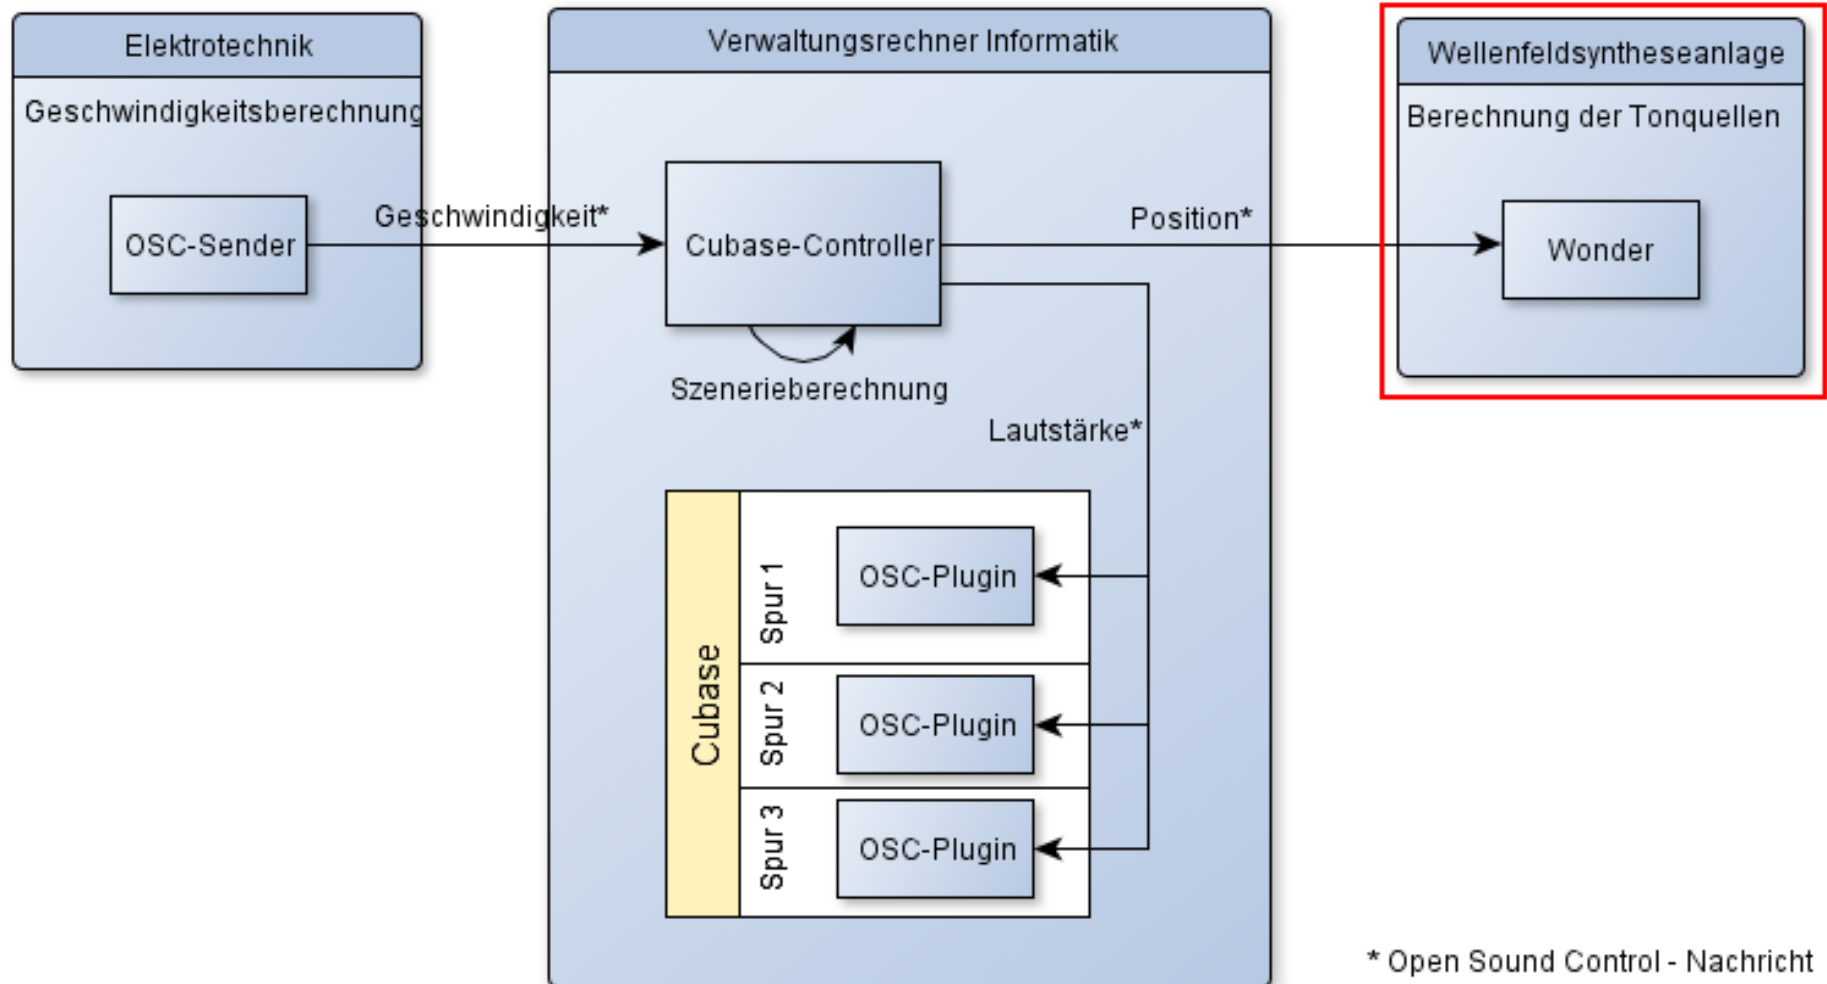 Elektrotechnik
Geschwindigkeitsberechnung
OSC-Sender
Geschwindigkeit*
Verwaltungsrechner Informatik
Cubase-Controller
Szenerieberechnung
Position*
Lautstärke*
Cubase
Spur 1
OSC-Plugin
Spur 2
OSC-Plugin
Spur 3
OSC-Plugin
Wellenfeldsyntheseanlage
Berechnung der Tonquellen
Wonder
* Open Sound Control - Nachricht